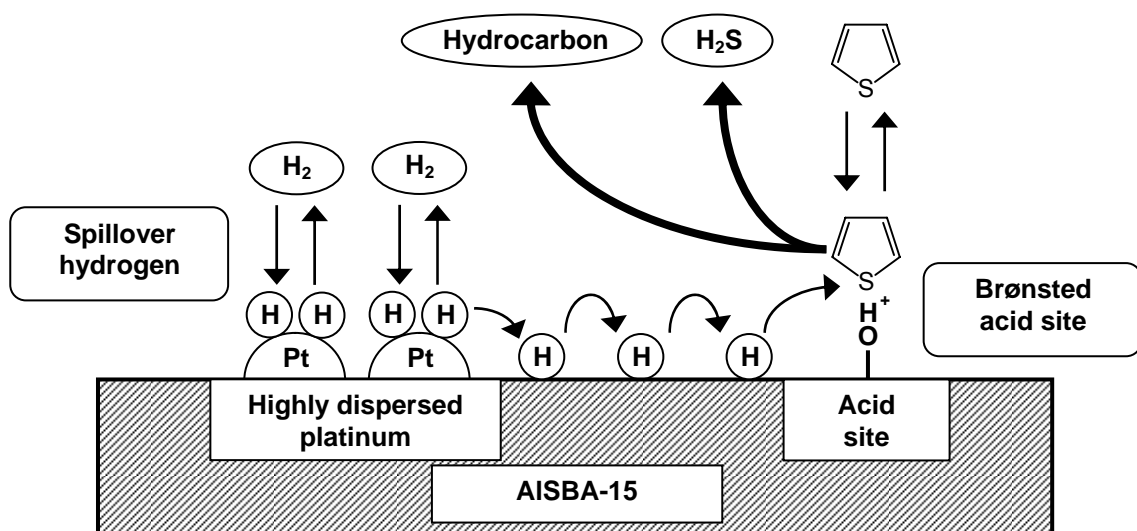 Hydrocarbon
H₂S
S
H₂
H₂
Spillover
hydrogen
S
H H
H H
Pt
Pt
H
H
H
H⁺
O
Brønsted
acid site
Highly dispersed
platinum
Acid
site
AlSBA-15